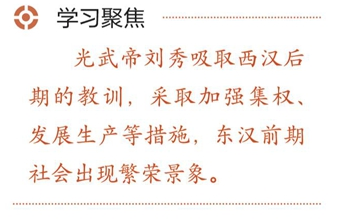 学习聚焦
光武帝刘秀吸取西汉后
期的教训，采取加强集权、
发展生产等措施，东汉前期
社会出现繁荣景象。